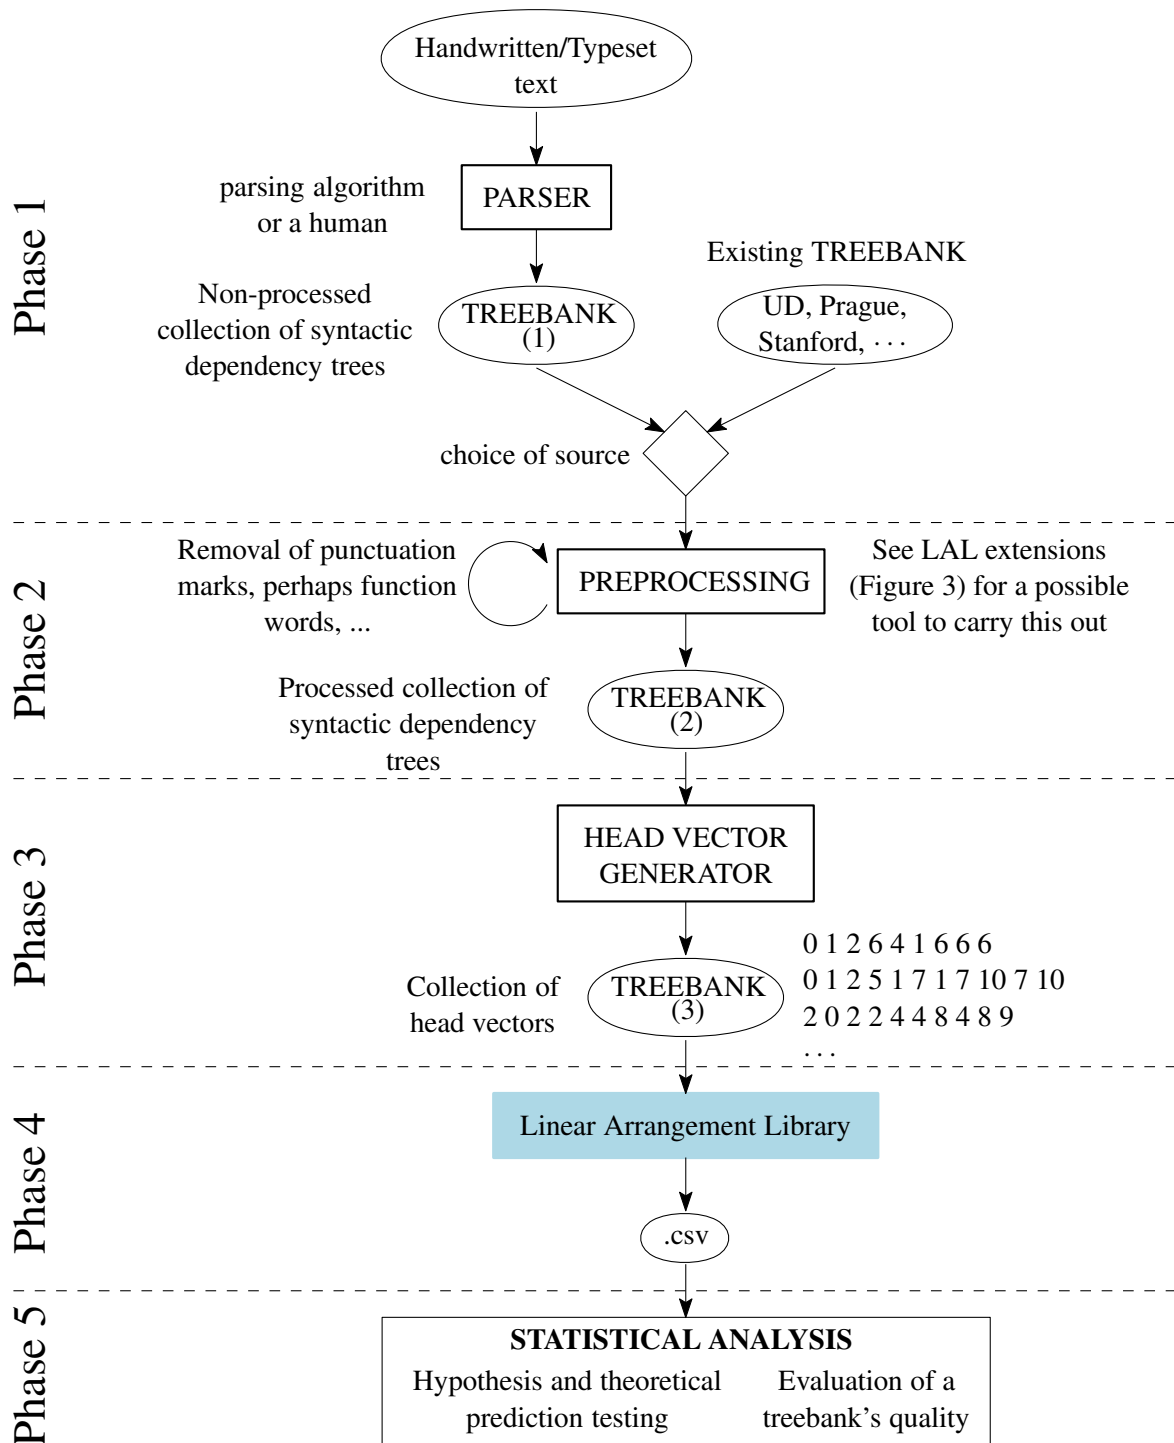 Handwritten/Typeset
text
Phase 1
parsing algorithm
or a human
PARSER
Existing TREEBANK
Non-processed
collection of syntactic
dependency trees
TREEBANK
(1)
UD, Prague,
Stanford, · · ·
choice of source
Phase 2
Removal of punctuation
marks, perhaps function
words, ...
PREPROCESSING
See LAL extensions
(Figure 3) for a possible
tool to carry this out
Processed collection of
syntactic dependency
trees
TREEBANK
(2)
Phase 3
HEAD VECTOR
GENERATOR
Collection of
head vectors
TREEBANK
(3)
0 1 2 6 4 1 6 6 6
0 1 2 5 1 7 1 7 10 7 10
2 0 2 2 4 4 8 4 8 9
· · ·
Phase 4
Linear Arrangement Library
.csv
Phase 5
STATISTICAL ANALYSIS
Hypothesis and theoretical
prediction testing
Evaluation of a
treebank's quality